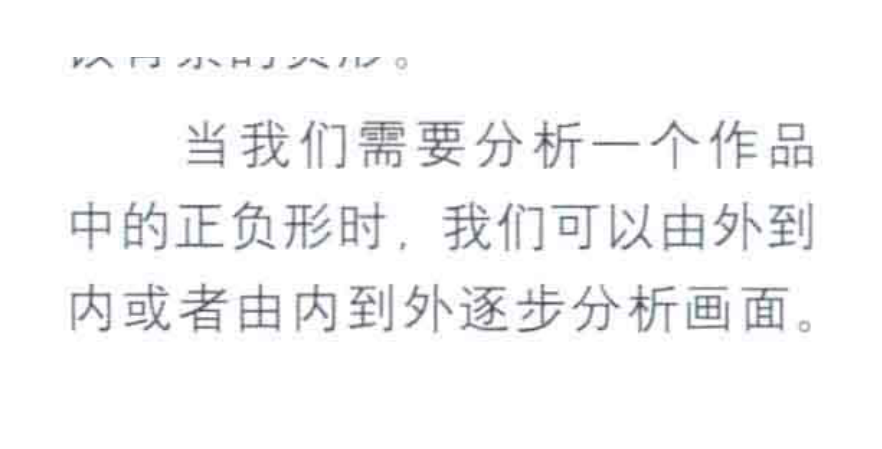 当我们需要分析一个作品
中的正负形时，我们可以由外到
内或者由内到外逐步分析画面。